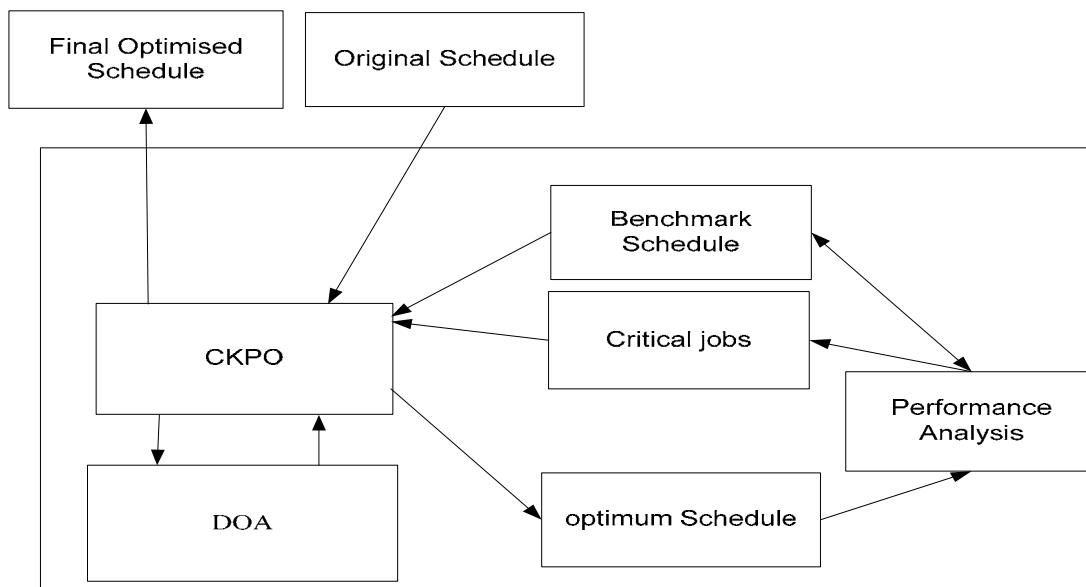 Final Optimised
Schedule
Original Schedule
Benchmark
Schedule
Critical jobs
CKPO
Performance
Analysis
DOA
optimum Schedule